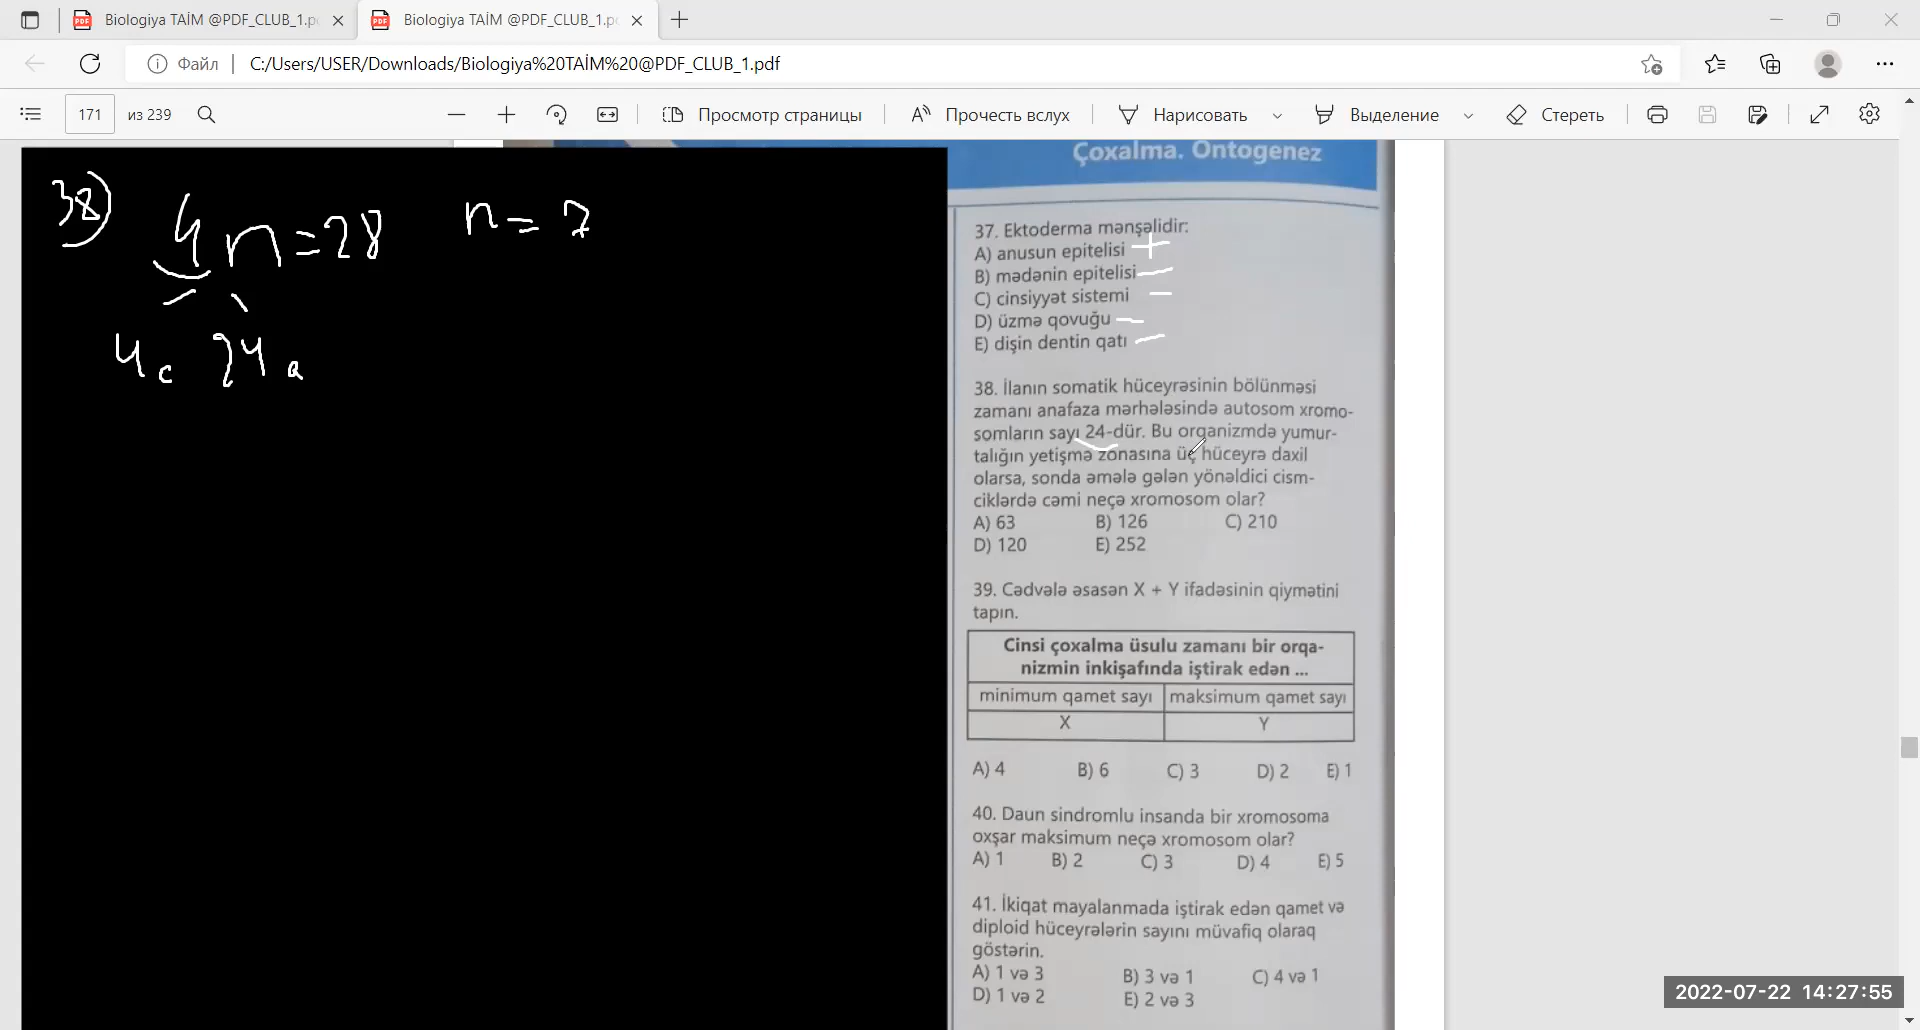 Biologiya TAİM @PDF_CLUB_1.p
Biologiya TAİM @PDF_CLUB_1.p
Файл
C:/Users/USER/Downloads/Biologiya%20TAİM%20@PDF_CLUB_1.pdf
171 из 239
Просмотр страницы
Прочесть вслух
Нарисовать
Выделение
Стереть
38) 4n=28 n=7
4c 24a
Çoxalma. Ontogenez
37. Ektoderma mənşəlidir:
A) anusun epitelisi +
B) mədənin epitelisi –
C) cinsiyyət sistemi –
D) üzmə qovuğu –
E) dişin dentin qatı –
38. İlanın somatik hüceyrəsinin bölünməsi
zamanı anafaza mərhələsində autosom xromo-
somların sayı 24-dür. Bu orqanizmdə yumur-
talığın yetişmə zonasına üç hüceyrə daxil
olarsa, sonda əmələ gələn yönəldici cism-
ciklərdə cəmi neçə xromosom olar?
A) 63 B) 126 C) 210
D) 120 E) 252
39. Cədvələ əsasən X + Y ifadəsinin qiymətini
tapın.
Cinsi çoxalma üsulu zamanı bir orqa-
nizmin inkişafında iştirak edən ...
minimum qamet sayı maksimum qamet sayı
X Y
A) 4 B) 6 C) 3 D) 2 E) 1
40. Daun sindromlu insanda bir xromosoma
oxşar maksimum neçə xromosom olar?
A) 1 B) 2 C) 3 D) 4 E) 5
41. İkiqat mayalanmada iştirak edən qamet və
diploid hüceyrələrin sayını müvafiq olaraq
göstərin.
A) 1 və 3 B) 3 və 1 C) 4 və 1
D) 1 və 2 E) 2 və 3
2022-07-22 14:27:55